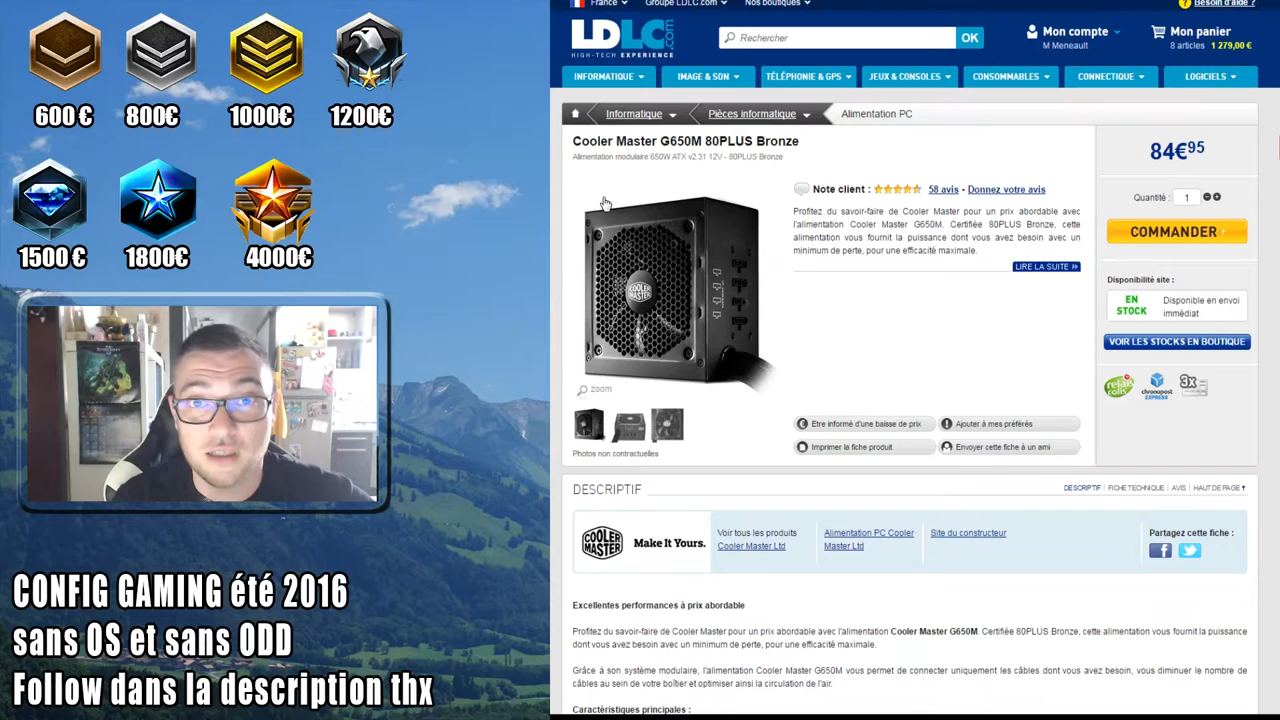 600€ 800€ 1000€ 1200€
1500€ 1800€ 4000€
CONFIG GAMING été 2016
sans OS et sans ODD
Follow dans la description thx
France Groupe LDLC.com Nos boutiques Besoin d'aide ?
LDLC.com
HIGH-TECH EXPERIENCE
Rechercher OK
Mon compte
M Meneault
Mon panier
8 articles 1 279,00 €
INFORMATIQUE IMAGE & SON TÉLÉPHONIE & GPS JEUX & CONSOLES CONSOMMABLES CONNECTIQUE LOGICIELS
Informatique Pièces informatique Alimentation PC
Cooler Master G650M 80PLUS Bronze
Alimentation modulaire 650W ATX v2.31 12V - 80PLUS Bronze
COOLER MASTER
zoom
Photos non contractuelles
Note client : 58 avis - Donnez votre avis
Profitez du savoir-faire de Cooler Master pour un prix abordable avec
l'alimentation Cooler Master G650M. Certifiée 80PLUS Bronze, cette
alimentation vous fournit la puissance dont vous avez besoin avec un
minimum de perte, pour une efficacité maximale.
LIRE LA SUITE
Etre informé d'une baisse de prix Ajouter à mes préférés
Imprimer la fiche produit Envoyer cette fiche à un ami
84€95
Quantité : 1
COMMANDER
Disponibilité site :
EN STOCK
Disponible en envoi
immédiat
VOIR LES STOCKS EN BOUTIQUE
relais colis chronopost EXPRESS 3x
DESCRIPTIF
DESCRIPTIF FICHE TECHNIQUE AVIS HAUT DE PAGE
COOLER MASTER Make It Yours.
Voir tous les produits
Cooler Master Ltd
Alimentation PC Cooler
Master Ltd
Site du constructeur
Partagez cette fiche :
Excellentes performances à prix abordable
Profitez du savoir-faire de Cooler Master pour un prix abordable avec l'alimentation Cooler Master G650M. Certifiée 80PLUS Bronze, cette alimentation vous fournit la puissance
dont vous avez besoin avec un minimum de perte, pour une efficacité maximale.
Grâce à son système modulaire, l'alimentation Cooler Master G650M vous permet de connecter uniquement les câbles dont vous avez besoin, vous diminuer le nombre de
câbles au sein de votre boîtier et optimiser ainsi la circulation de l'air.
Caractéristiques principales :